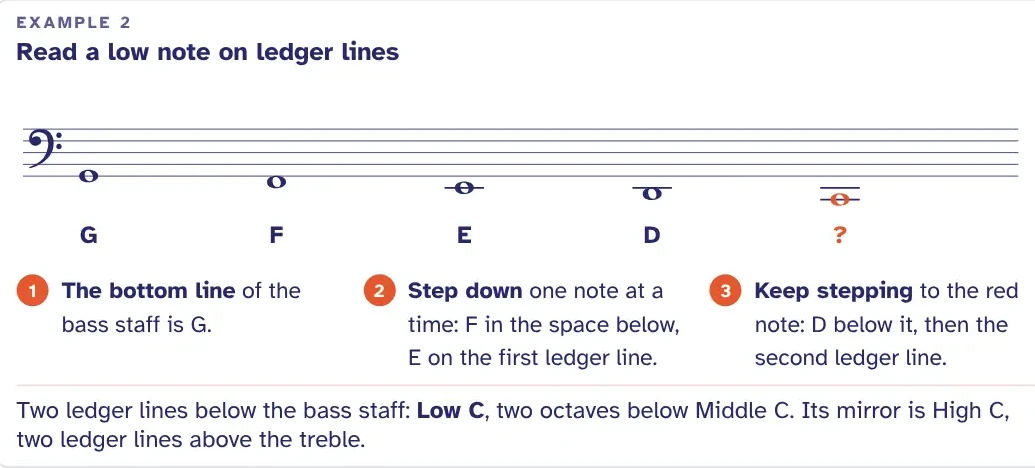 EXAMPLE 2
Read a low note on ledger lines
G F E D ?
1 The bottom line of the
bass staff is G.
2 Step down one note at a
time: F in the space below,
E on the first ledger line.
3 Keep stepping to the red
note: D below it, then the
second ledger line.
Two ledger lines below the bass staff: Low C, two octaves below Middle C. Its mirror is High C,
two ledger lines above the treble.